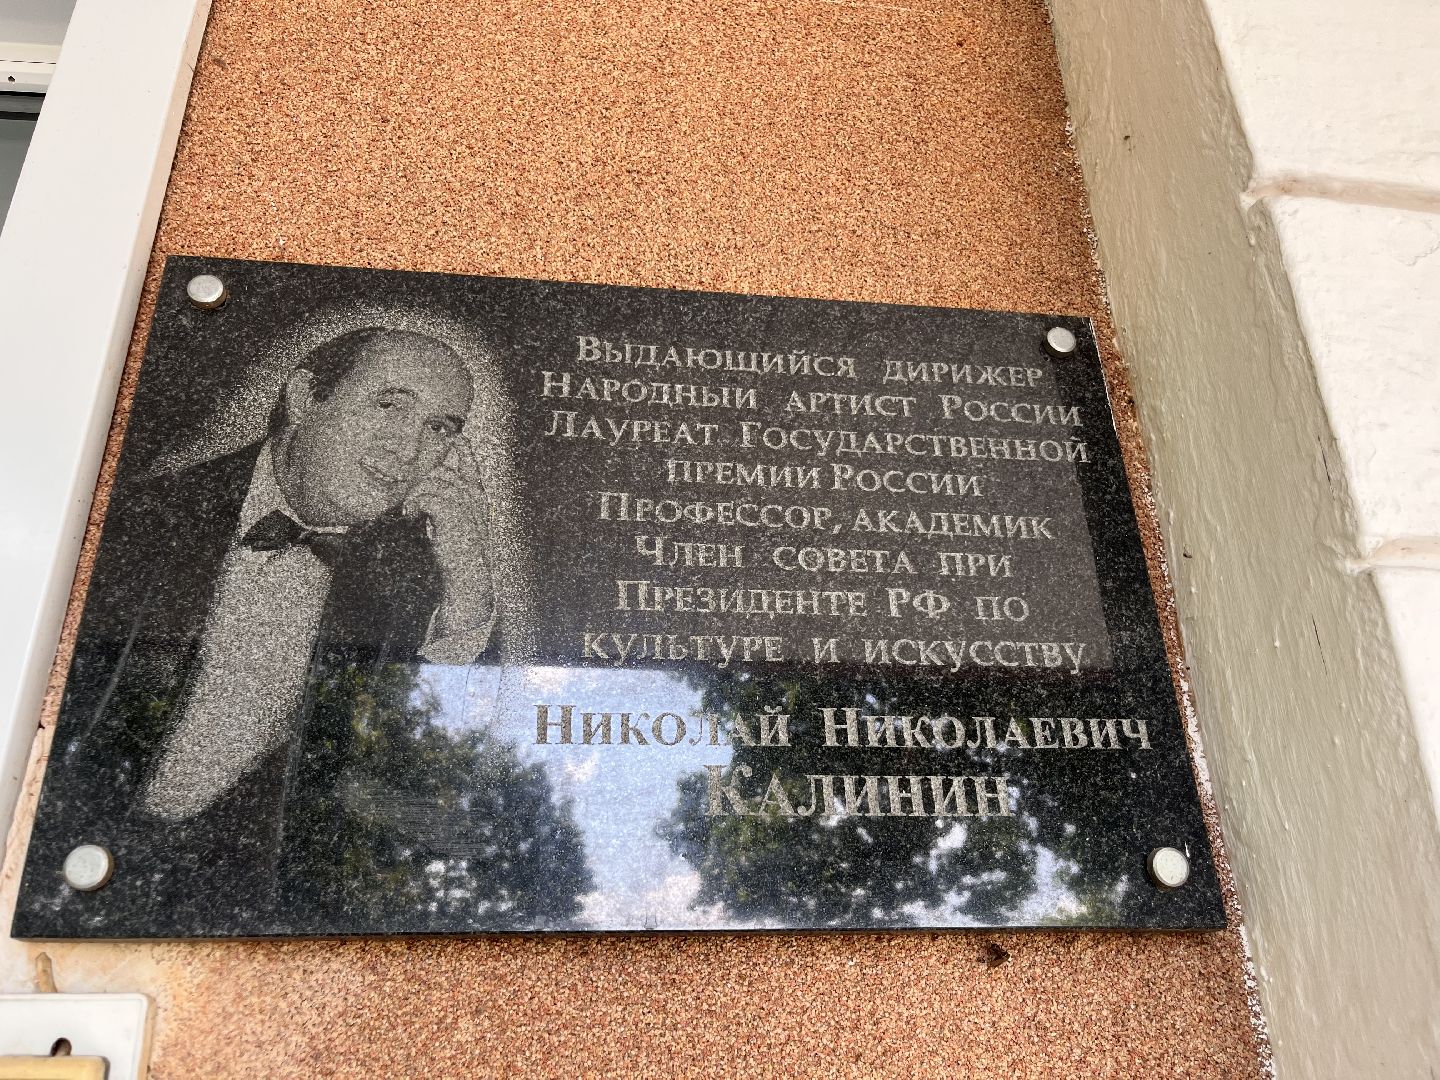 Выдающийся дирижер
Народный артист России
Лауреат Государственной
премии России
Профессор, академик
Член совета при
Президенте РФ по
культуре и искусству
Николай Николаевич
Калинин